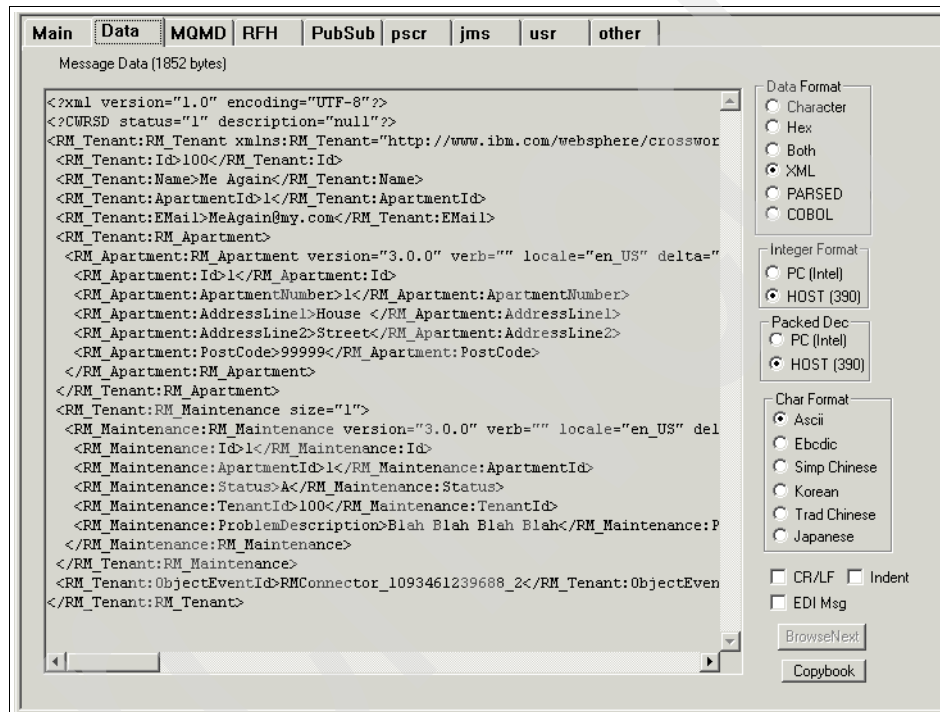 Main Data MQMD RFH PubSub pscr jms usr other
Message Data (1852 bytes)
<?xml version="1.0" encoding="UTF-8"?>
<?CWRSD status="1" description="null"?>
<RM_Tenant:RM_Tenant xmlns:RM_Tenant="http://www.ibm.com/websphere/crosswor
<RM_Tenant:Id>100</RM_Tenant:Id>
<RM_Tenant:Name>Me Again</RM_Tenant:Name>
<RM_Tenant:ApartmentId>1</RM_Tenant:ApartmentId>
<RM_Tenant:EMail>MeAgain@my.com</RM_Tenant:EMail>
<RM_Tenant:RM_Apartment>
<RM_Apartment:RM_Apartment version="3.0.0" verb="" locale="en_US" delta="
<RM_Apartment:Id>1</RM_Apartment:Id>
<RM_Apartment:ApartmentNumber>1</RM_Apartment:ApartmentNumber>
<RM_Apartment:AddressLine1>House </RM_Apartment:AddressLine1>
<RM_Apartment:AddressLine2>Street</RM_Apartment:AddressLine2>
<RM_Apartment:PostCode>99999</RM_Apartment:PostCode>
</RM_Apartment:RM_Apartment>
</RM_Tenant:RM_Apartment>
<RM_Tenant:RM_Maintenance size="1">
<RM_Maintenance:RM_Maintenance version="3.0.0" verb="" locale="en_US" del
<RM_Maintenance:Id>1</RM_Maintenance:Id>
<RM_Maintenance:ApartmentId>1</RM_Maintenance:ApartmentId>
<RM_Maintenance:Status>A</RM_Maintenance:Status>
<RM_Maintenance:TenantId>100</RM_Maintenance:TenantId>
<RM_Maintenance:ProblemDescription>Blah Blah Blah Blah</RM_Maintenance:P
</RM_Maintenance:RM_Maintenance>
</RM_Tenant:RM_Maintenance>
<RM_Tenant:ObjectEventId>RMConnector_1093461239688_2</RM_Tenant:ObjectEven
</RM_Tenant:RM_Tenant>
Data Format
Character
Hex
Both
XML
PARSED
COBOL
Integer Format
PC (Intel)
HOST (390)
Packed Dec
PC (Intel)
HOST (390)
Char Format
Ascii
Ebcdic
Simp Chinese
Korean
Trad Chinese
Japanese
CR/LF Indent
EDI Msg
BrowseNext
Copybook